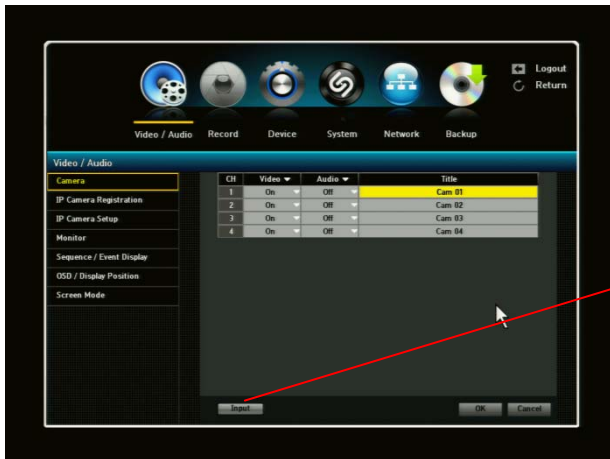 Logout
Return
Video / Audio Record Device System Network Backup
Video / Audio
Camera
IP Camera Registration
IP Camera Setup
Monitor
Sequence / Event Display
OSD / Display Position
Screen Mode
CH Video Audio Title
1 On Off Cam 01
2 On Off Cam 02
3 On Off Cam 03
4 On Off Cam 04
Input
OK Cancel